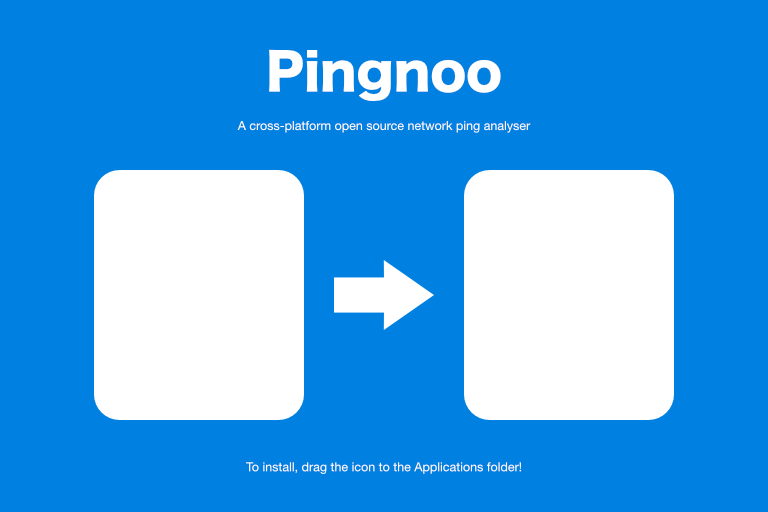 Pingnoo
A cross-platform open source network ping analyser
To install, drag the icon to the Applications folder!